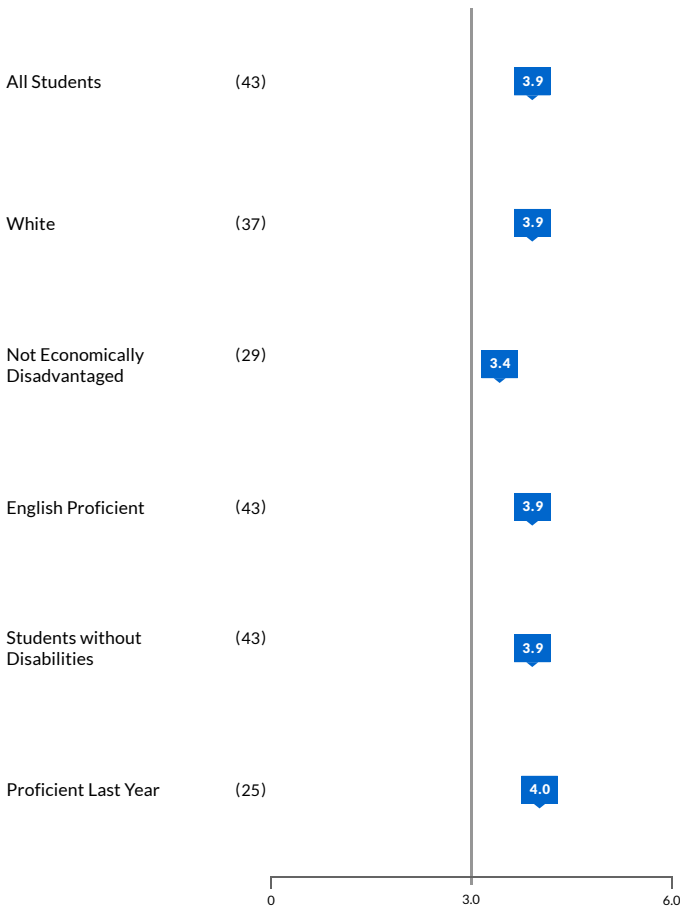 All Students (43) 3.9
White (37) 3.9
Not Economically (29) 3.4
Disadvantaged
English Proficient (43) 3.9
Students without (43) 3.9
Disabilities
Proficient Last Year (25) 4.0
0 3.0 6.0